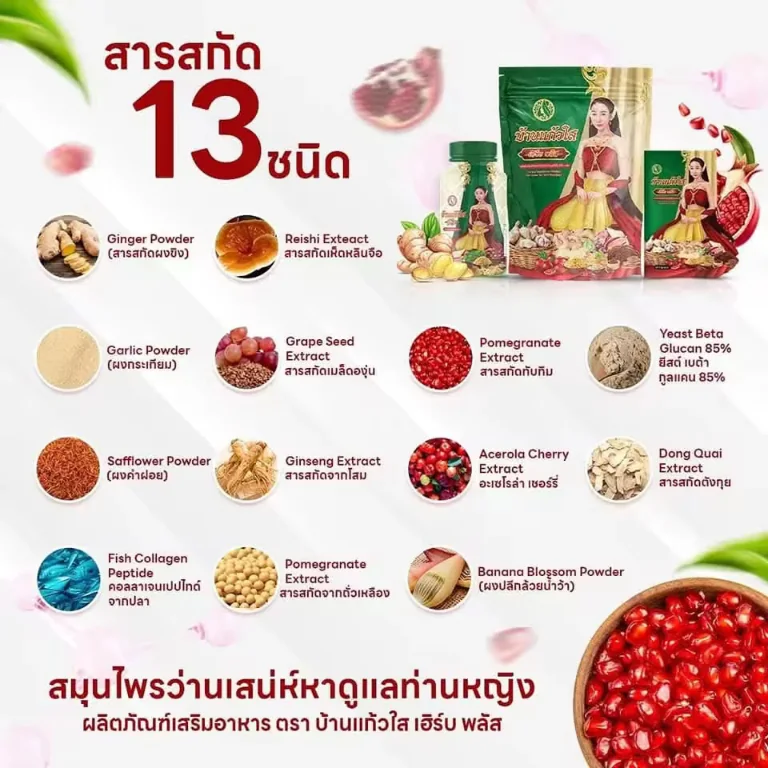 สารสกัด
13 ชนิด
บ้านแก้วใส
Ginger Powder
(สารสกัดผงขิง)
Reishi Exteact
สารสกัดเห็ดหลินจือ
Garlic Powder
(ผงกระเทียม)
Grape Seed
Extract
สารสกัดเมล็ดองุ่น
Pomegranate
Extract
สารสกัดทับทิม
Yeast Beta
Glucan 85%
ยีสต์ เบต้า
กูลแคน 85%
Safflower Powder
(ผงคำฝอย)
Ginseng Extract
สารสกัดจากโสม
Acerola Cherry
Extract
อะเซโรล่า เชอร์รี่
Dong Quai
Extract
สารสกัดตังกุย
Fish Collagen
Peptide
คอลลาเจนเปปไทด์
จากปลา
Pomegranate
Extract
สารสกัดจากถั่วเหลือง
Banana Blossom Powder
(ผงปลีกล้วยน้ำว้า)
สมุนไพรว่านเสน่ห์หาดูแลท่านหญิง
ผลิตภัณฑ์เสริมอาหาร ตรา บ้านแก้วใส เฮิร์บ พลัส